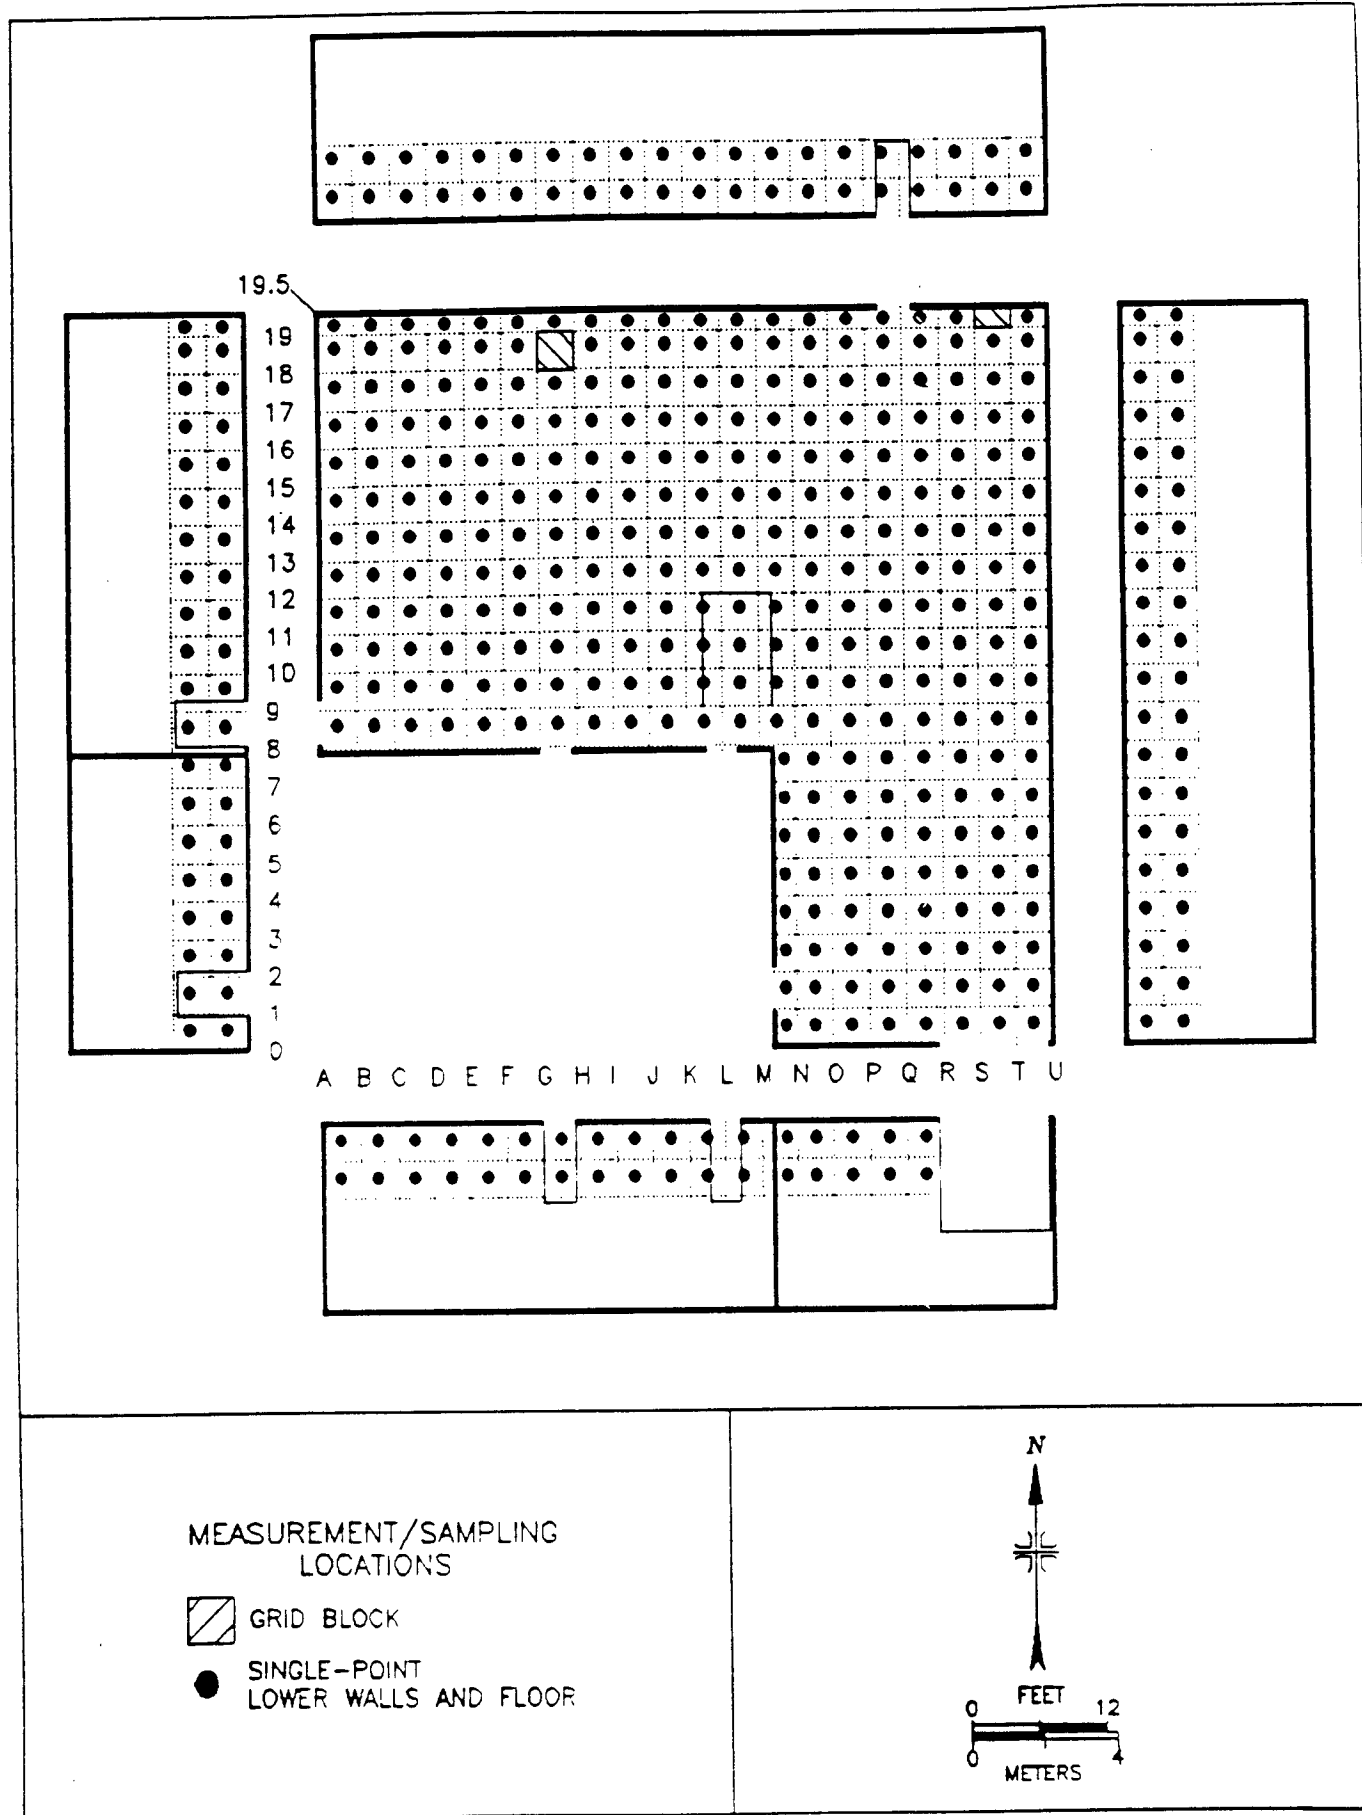 19.5
19
18
17
16
15
14
13
12
11
10
9
8
7
6
5
4
3
2
1
0
A B C D E F G H I J K L M N O P Q R S T U
MEASUREMENT/SAMPLING
LOCATIONS
GRID BLOCK
SINGLE-POINT
LOWER WALLS AND FLOOR
N
FEET
0 12
0 4
METERS